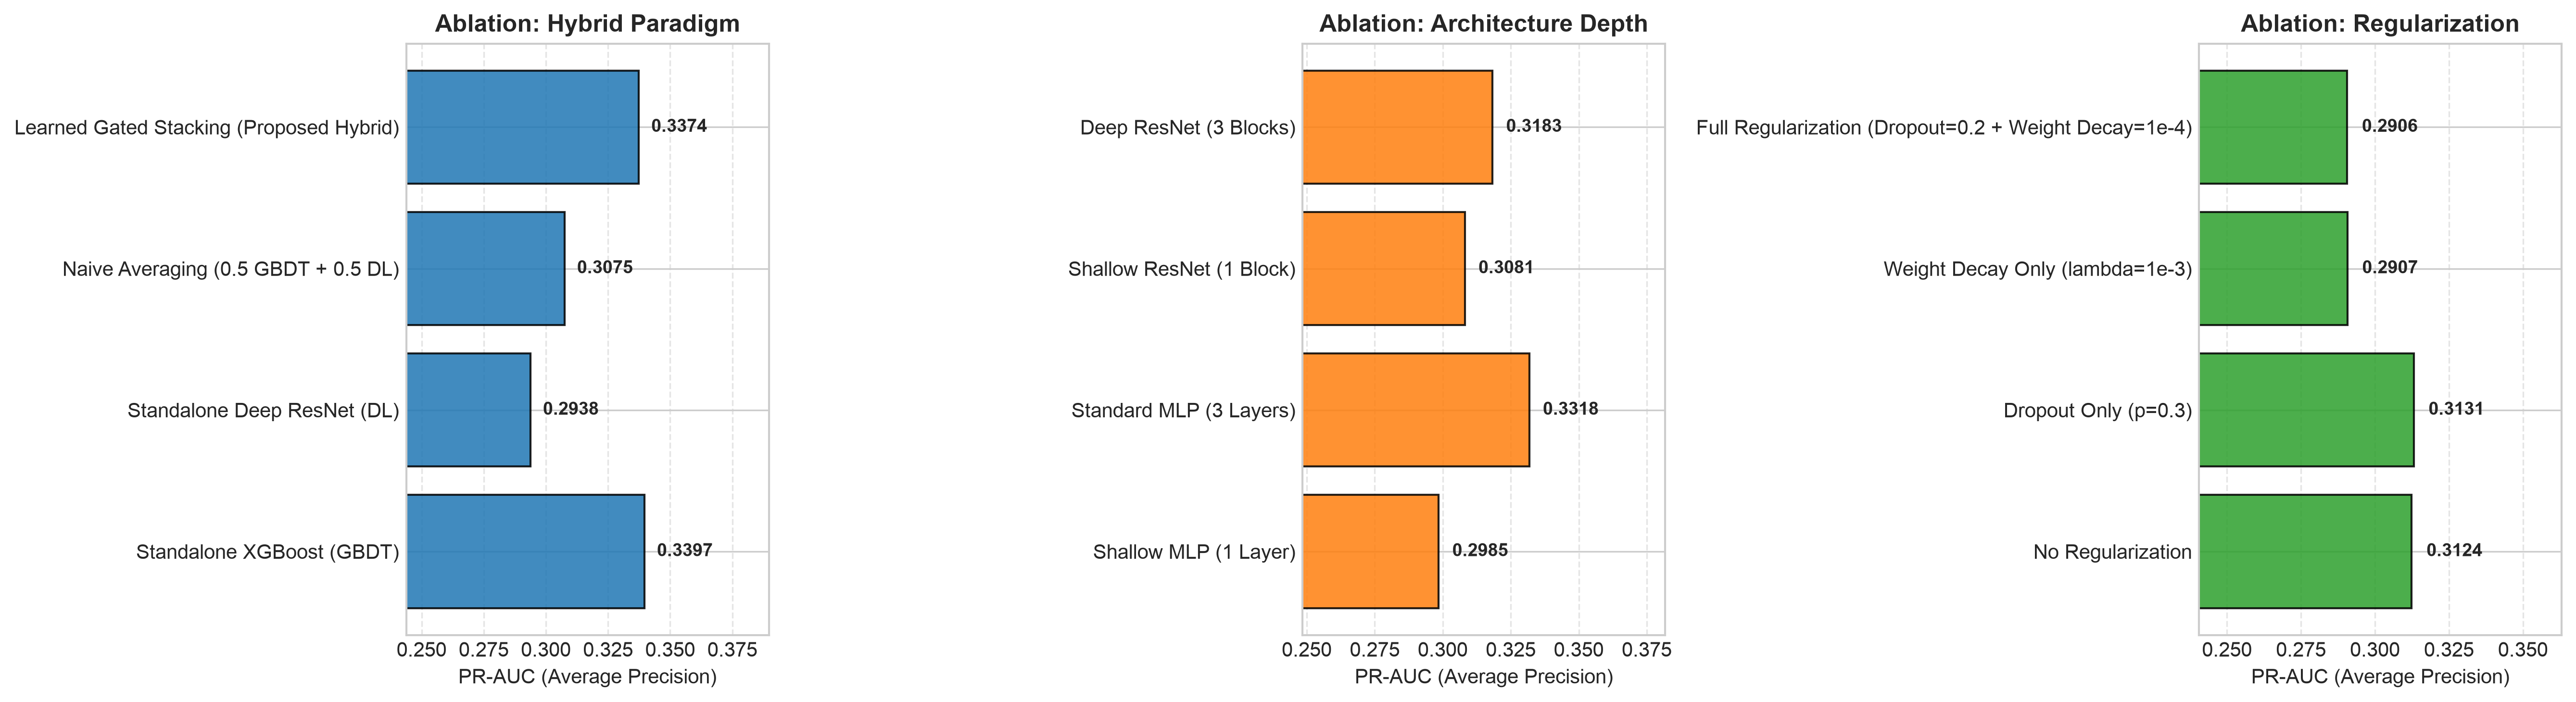 Ablation: Hybrid Paradigm
Learned Gated Stacking (Proposed Hybrid)
0.3374
Naive Averaging (0.5 GBDT + 0.5 DL)
0.3075
Standalone Deep ResNet (DL)
0.2938
Standalone XGBoost (GBDT)
0.3397
0.250 0.275 0.300 0.325 0.350 0.375
PR-AUC (Average Precision)
Ablation: Architecture Depth
Deep ResNet (3 Blocks)
0.3183
Shallow ResNet (1 Block)
0.3081
Standard MLP (3 Layers)
0.3318
Shallow MLP (1 Layer)
0.2985
0.250 0.275 0.300 0.325 0.350 0.375
PR-AUC (Average Precision)
Ablation: Regularization
Full Regularization (Dropout=0.2 + Weight Decay=1e-4)
0.2906
Weight Decay Only (lambda=1e-3)
0.2907
Dropout Only (p=0.3)
0.3131
No Regularization
0.3124
0.250 0.275 0.300 0.325 0.350
PR-AUC (Average Precision)